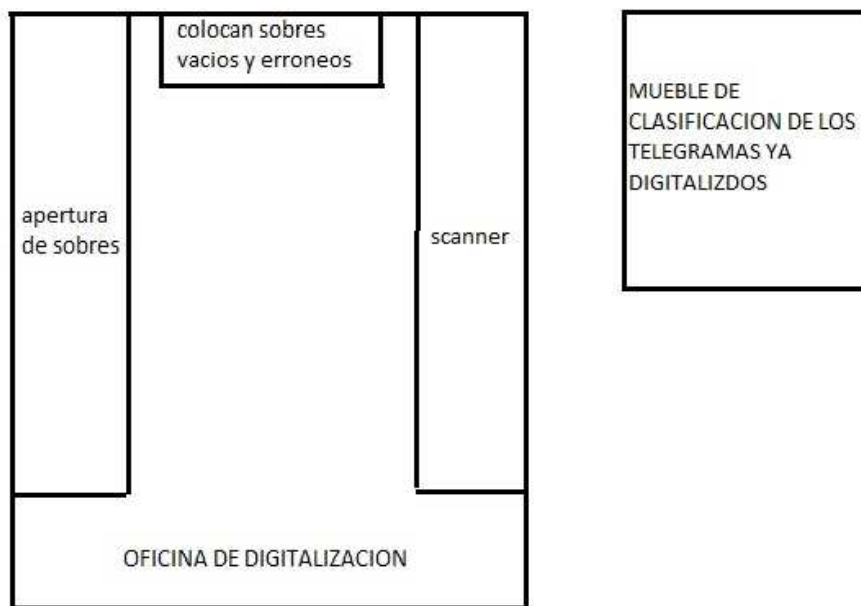 colocan sobres
vacios y erroneos
apertura
de sobres
scanner
OFICINA DE DIGITALIZACION
MUEBLE DE
CLASIFICACION DE LOS
TELEGRAMAS YA
DIGITALIZDOS